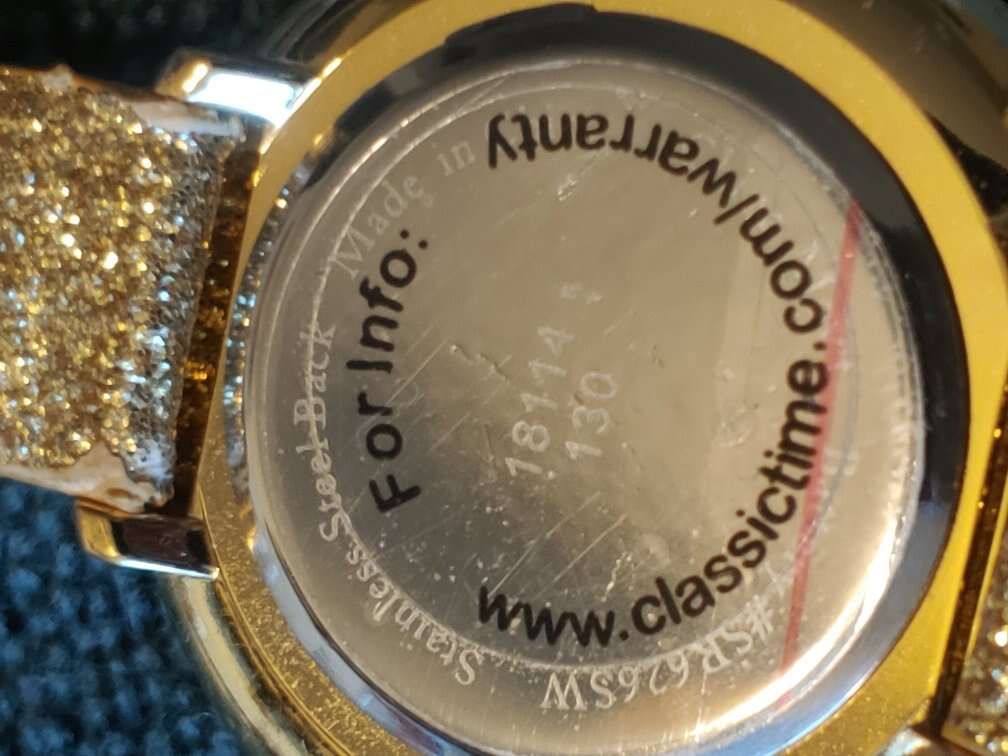 For Info:
www.classictime.com/warranty
18114
130
Stainless Steel Back
Made in
#SR626SW